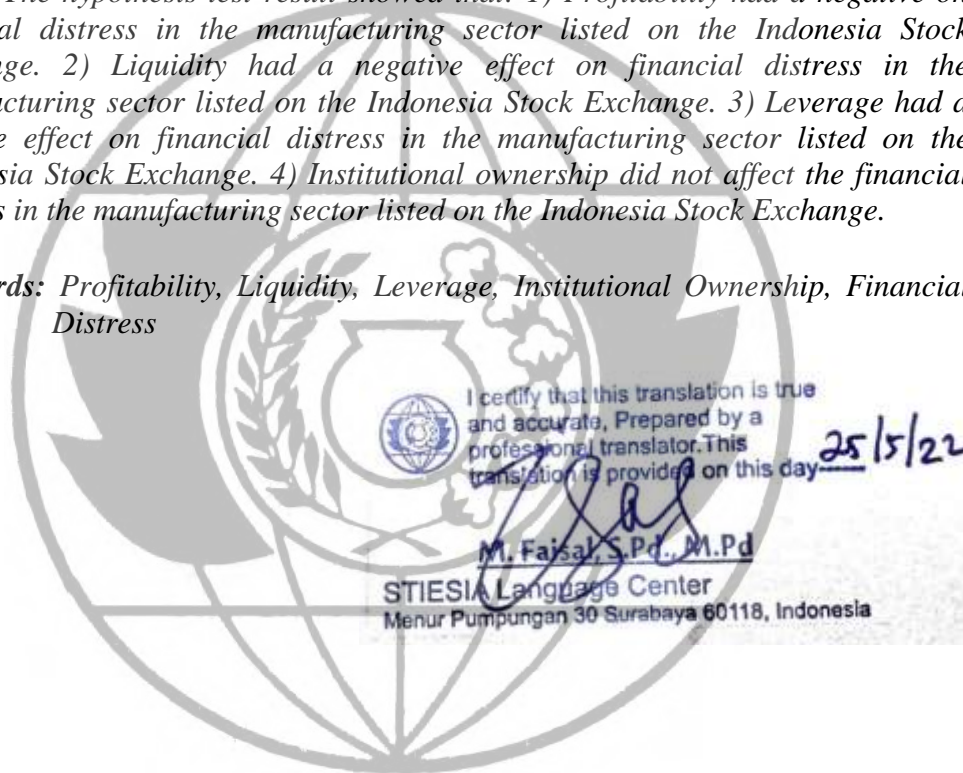 The hypothesis test result showed that: 1) Profitability had a negative on
al distress in the manufacturing sector listed on the Indonesia Stock
nge. 2) Liquidity had a negative effect on financial distress in the
acturing sector listed on the Indonesia Stock Exchange. 3) Leverage had a
e effect on financial distress in the manufacturing sector listed on the
sia Stock Exchange. 4) Institutional ownership did not affect the financial
s in the manufacturing sector listed on the Indonesia Stock Exchange.
rds: Profitability, Liquidity, Leverage, Institutional Ownership, Financial
Distress
I certify that this translation is true
and accurate, Prepared by a
professional translator.This
translation is provided on this day 25/5/22
M. Faisal, S.Pd., M.Pd
STIESIA Language Center
Menur Pumpungan 30 Surabaya 60118, Indonesia